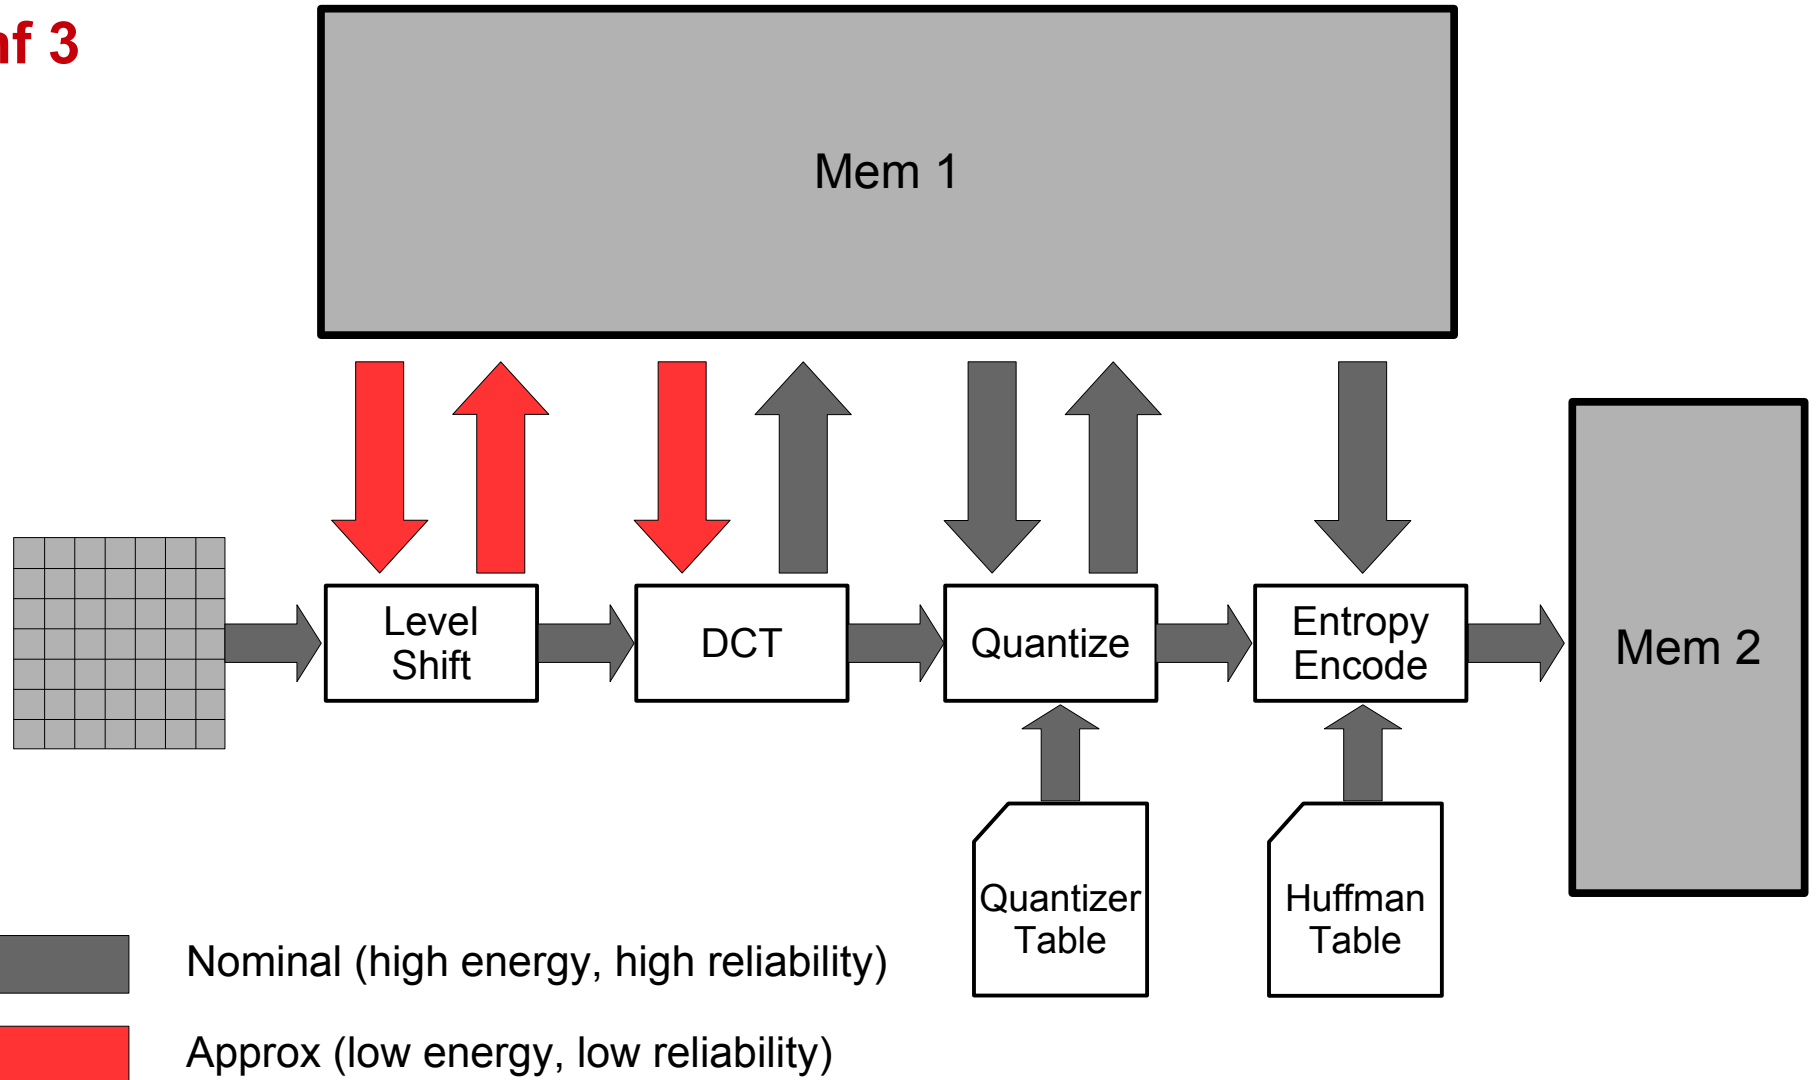 nf 3
Mem 1
Level
Shift
DCT
Quantize
Entropy
Encode
Mem 2
Quantizer
Table
Huffman
Table
Nominal (high energy, high reliability)
Approx (low energy, low reliability)